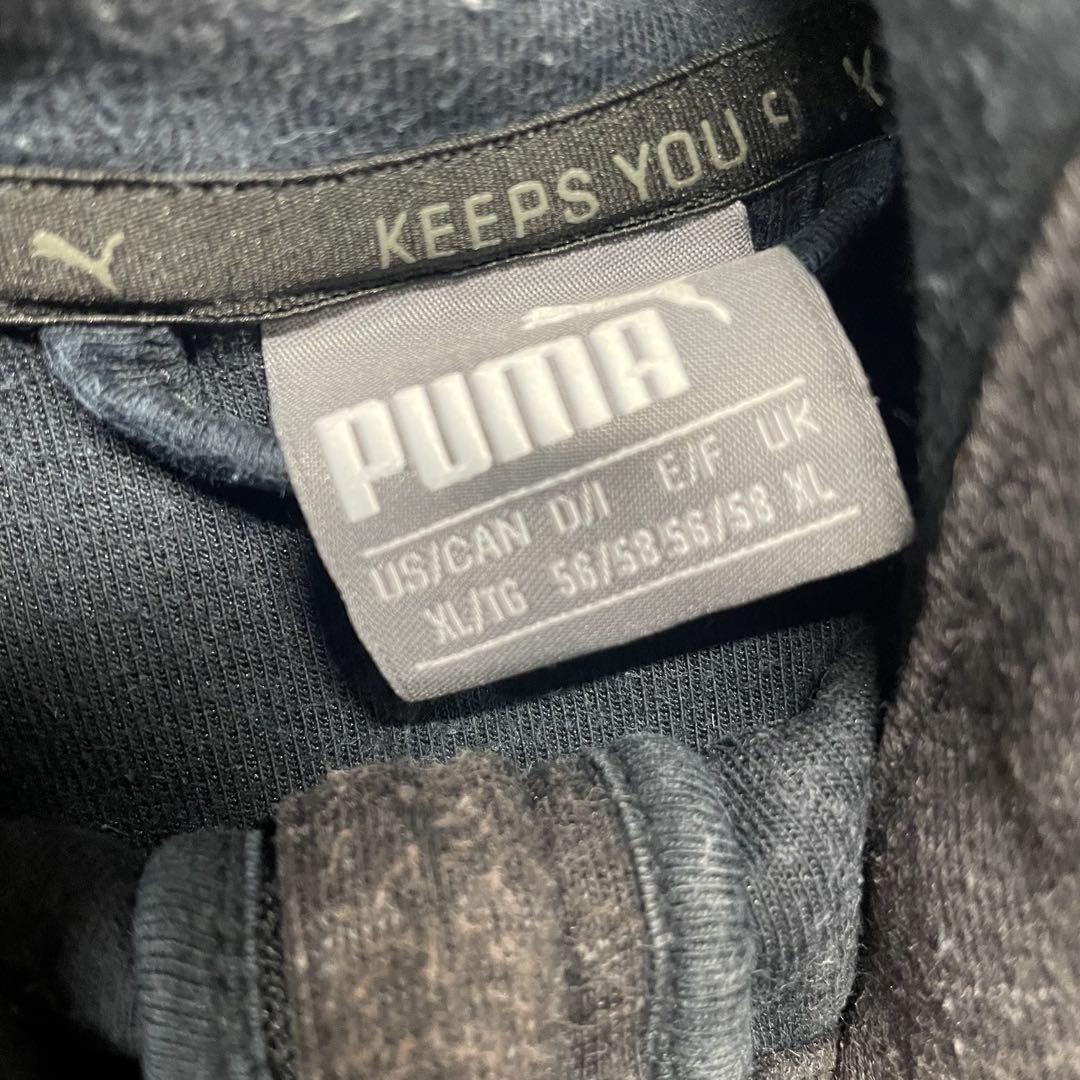 KEEPS YOU
PUMA
US/CAN D/I E/F UK
XL/TG 56/58 56/58 XL